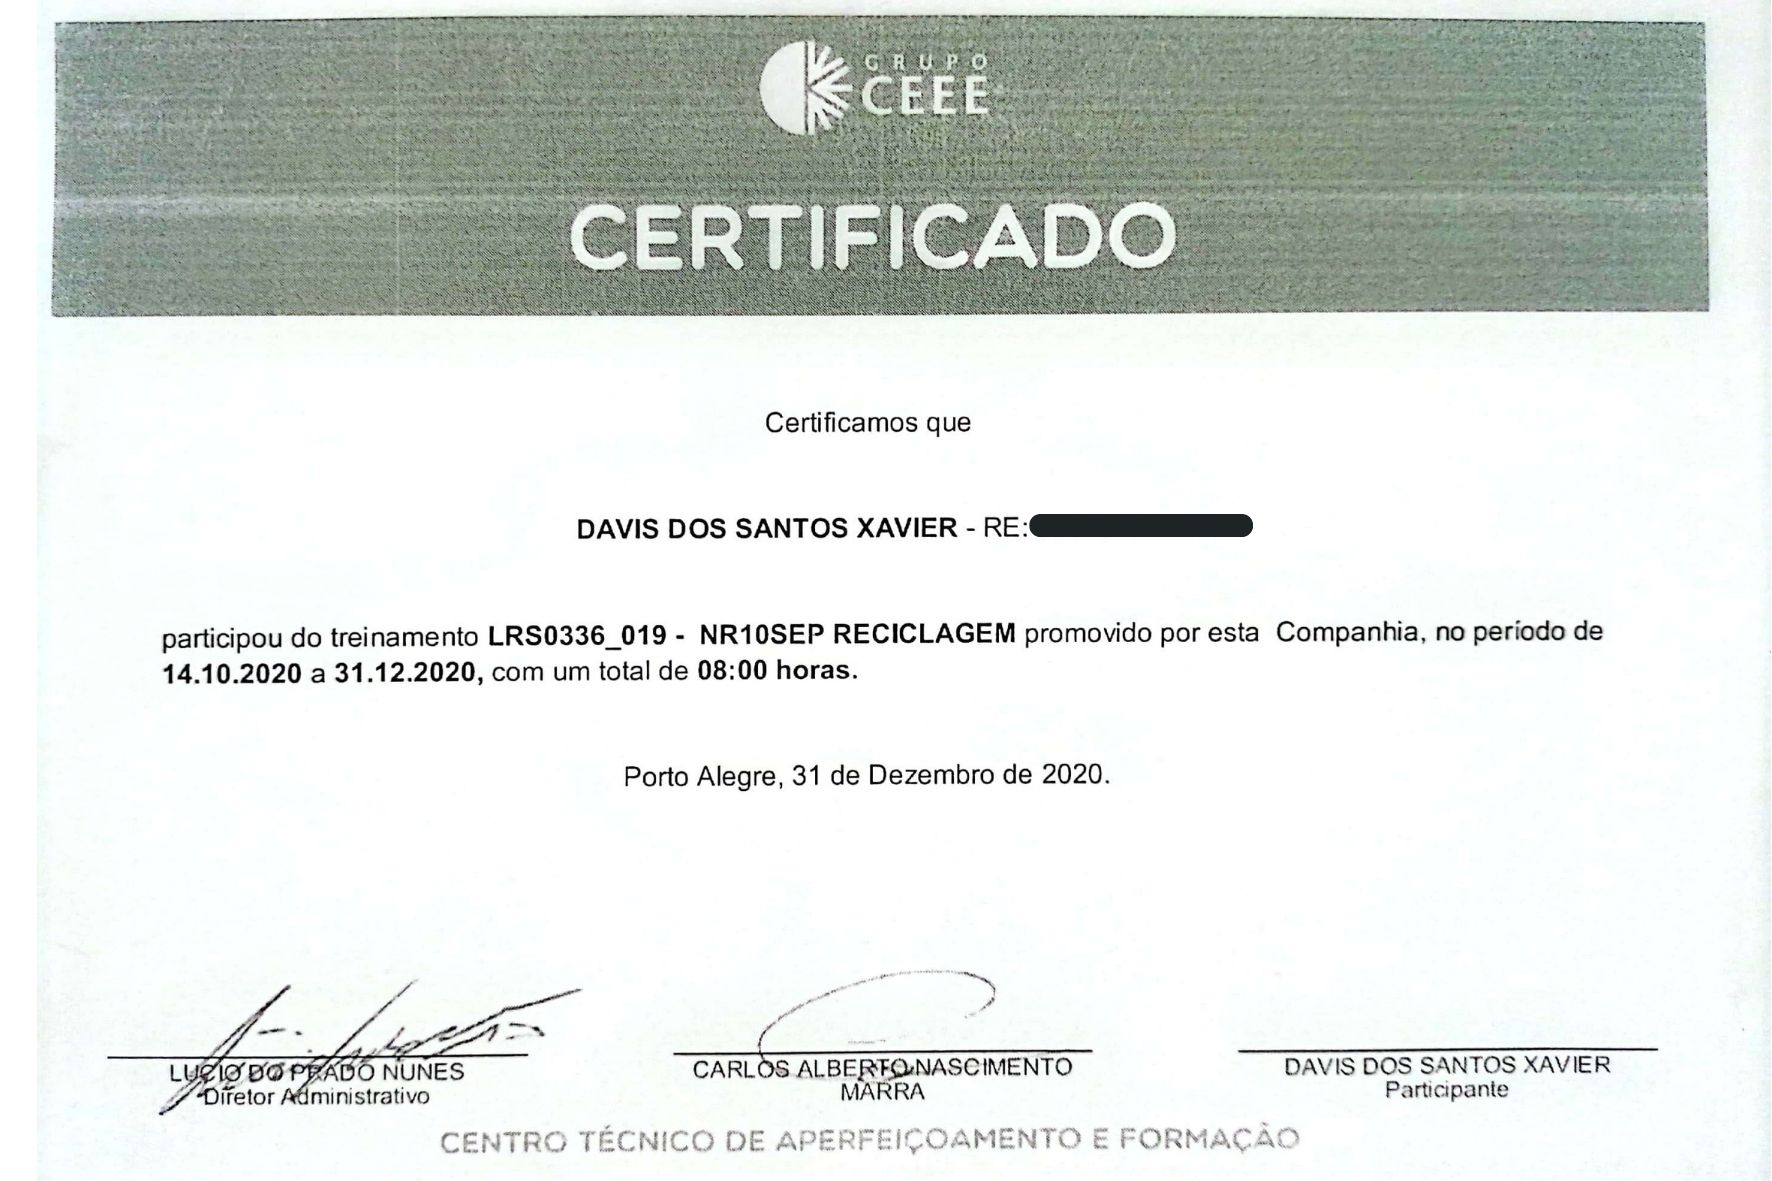 GRUPO
CEEE
CERTIFICADO
Certificamos que
DAVIS DOS SANTOS XAVIER - RE:
participou do treinamento LRS0336_019 - NR10SEP RECICLAGEM promovido por esta Companhia, no período de
14.10.2020 a 31.12.2020, com um total de 08:00 horas.
Porto Alegre, 31 de Dezembro de 2020.
LUCIO DO PRADO NUNES
Diretor Administrativo
CARLOS ALBERTO NASCIMENTO
MARRA
DAVIS DOS SANTOS XAVIER
Participante
CENTRO TÉCNICO DE APERFEIÇOAMENTO E FORMAÇÃO